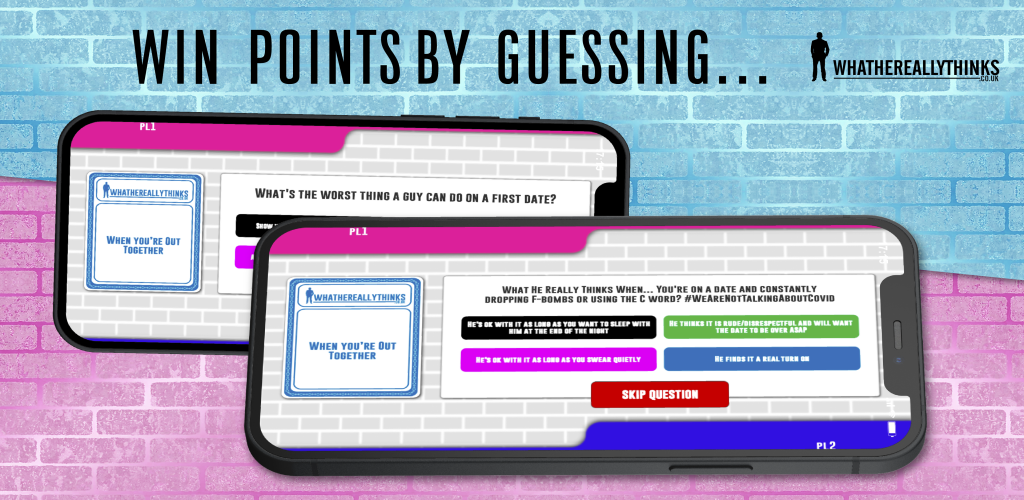 WIN POINTS BY GUESSING...
WHATHEREALLYTHINKS
.CO.UK
PL1
WHATHEREALLYTHINKS
WHEN YOU'RE OUT
TOGETHER
WHAT'S THE WORST THING A GUY CAN DO ON A FIRST DATE?
SHOW
PL1
WHATHEREALLYTHINKS
WHEN YOU'RE OUT
TOGETHER
WHAT HE REALLY THINKS WHEN... YOU'RE ON A DATE AND CONSTANTLY
DROPPING F-BOMBS OR USING THE C WORD? #WEARENOTTALKINGABOUTCOVID
HE'S OK WITH IT AS LONG AS YOU WANT TO SLEEP WITH
HIM AT THE END OF THE NIGHT
HE THINKS IT IS RUDE/DISRESPECTFUL AND WILL WANT
THE DATE TO BE OVER ASAP
HE'S OK WITH IT AS LONG AS YOU SWEAR QUIETLY
HE FINDS IT A REAL TURN ON
SKIP QUESTION
PL2